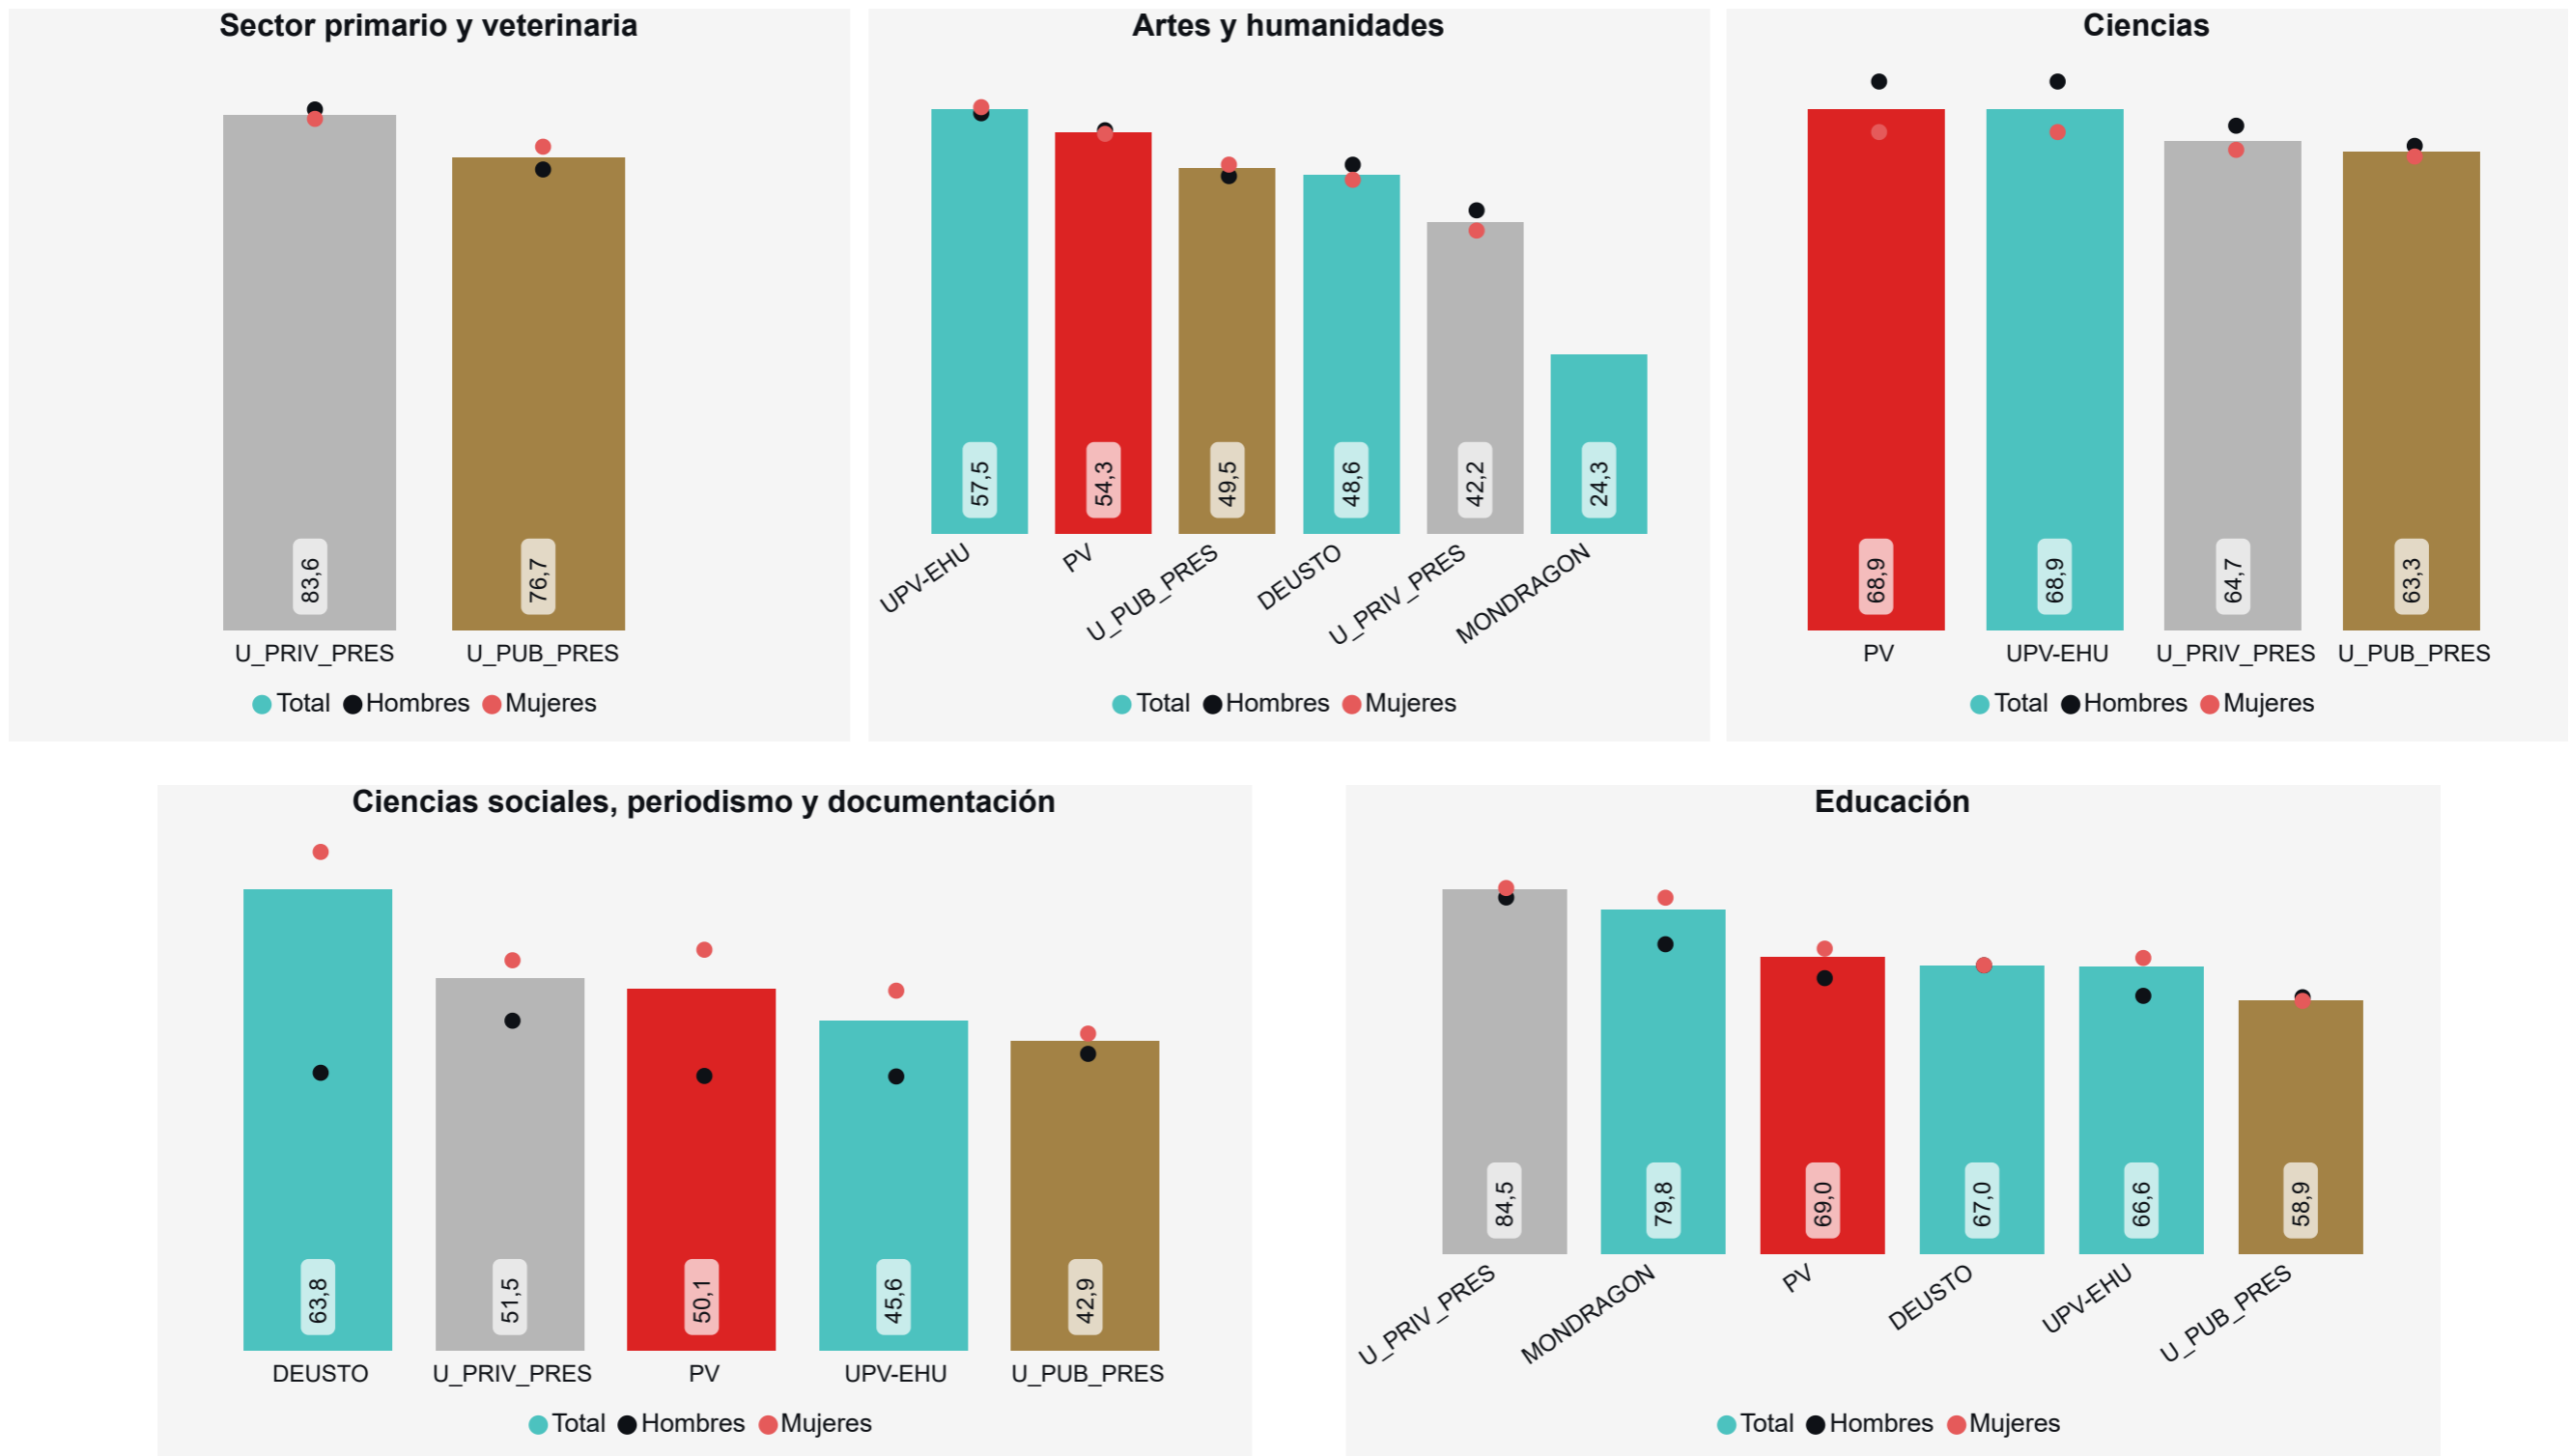 Sector primario y veterinaria
83,6
76,7
U_PRIV_PRES
U_PUB_PRES
Total Hombres Mujeres
Artes y humanidades
57,5
54,3
49,5
48,6
42,2
24,3
UPV-EHU
PV
U_PUB_PRES
DEUSTO
U_PRIV_PRES
MONDRAGON
Total Hombres Mujeres
Ciencias
68,9
68,9
64,7
63,3
PV
UPV-EHU
U_PRIV_PRES
U_PUB_PRES
Total Hombres Mujeres
Ciencias sociales, periodismo y documentación
63,8
51,5
50,1
45,6
42,9
DEUSTO
U_PRIV_PRES
PV
UPV-EHU
U_PUB_PRES
Total Hombres Mujeres
Educación
84,5
79,8
69,0
67,0
66,6
58,9
U_PRIV_PRES
MONDRAGON
PV
DEUSTO
UPV-EHU
U_PUB_PRES
Total Hombres Mujeres